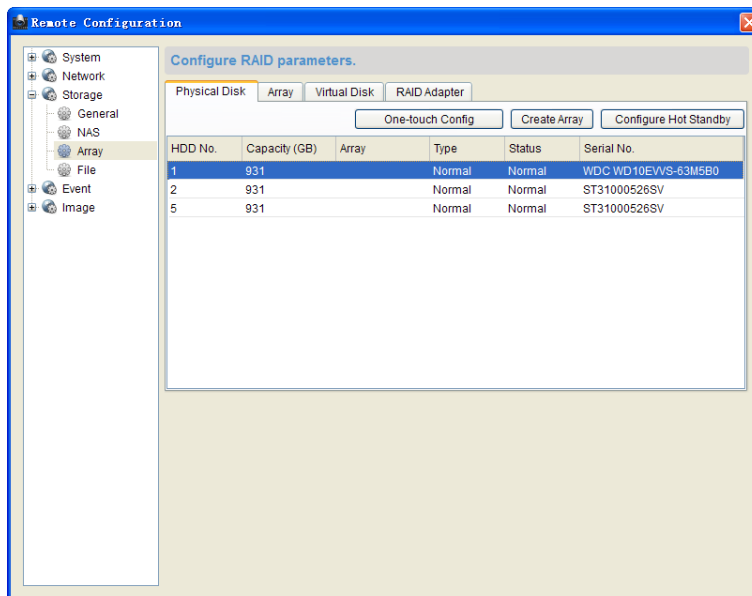 Remote Configuration
System
Network
Storage
General
NAS
Array
File
Event
Image
Configure RAID parameters.
Physical Disk Array Virtual Disk RAID Adapter
One-touch Config Create Array Configure Hot Standby
HDD No. Capacity (GB) Array Type Status Serial No.
1 931 Normal Normal WDC WD10EVVS-63M5B0
2 931 Normal Normal ST31000526SV
5 931 Normal Normal ST31000526SV